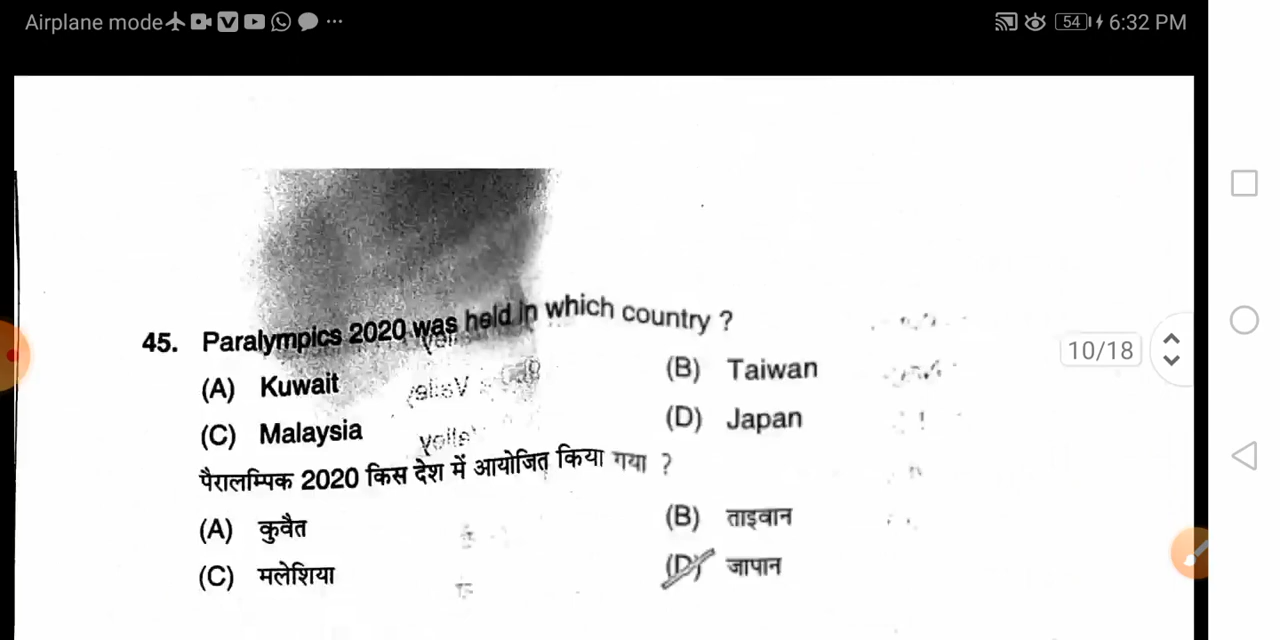 Airplane mode ... 54 6:32 PM
45. Paralympics 2020 was held in which country ?
(A) Kuwait (B) Taiwan
(C) Malaysia (D) Japan
10/18
पैरालम्पिक 2020 किस देश में आयोजित किया गया ?
(A) कुवैत (B) ताइवान
(C) मलेशिया (D) जापान